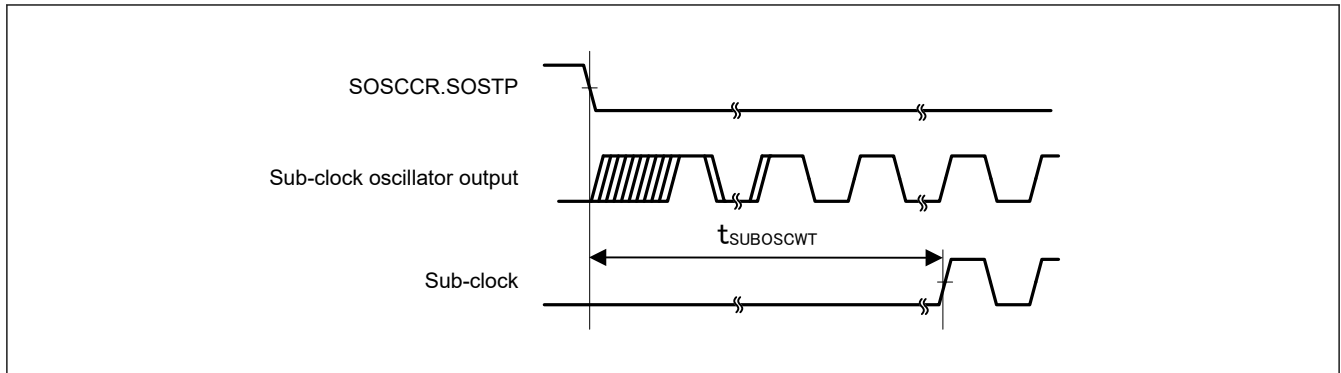 SOSCCR.SOSTP
Sub-clock oscillator output
tSUBOSCWT
Sub-clock